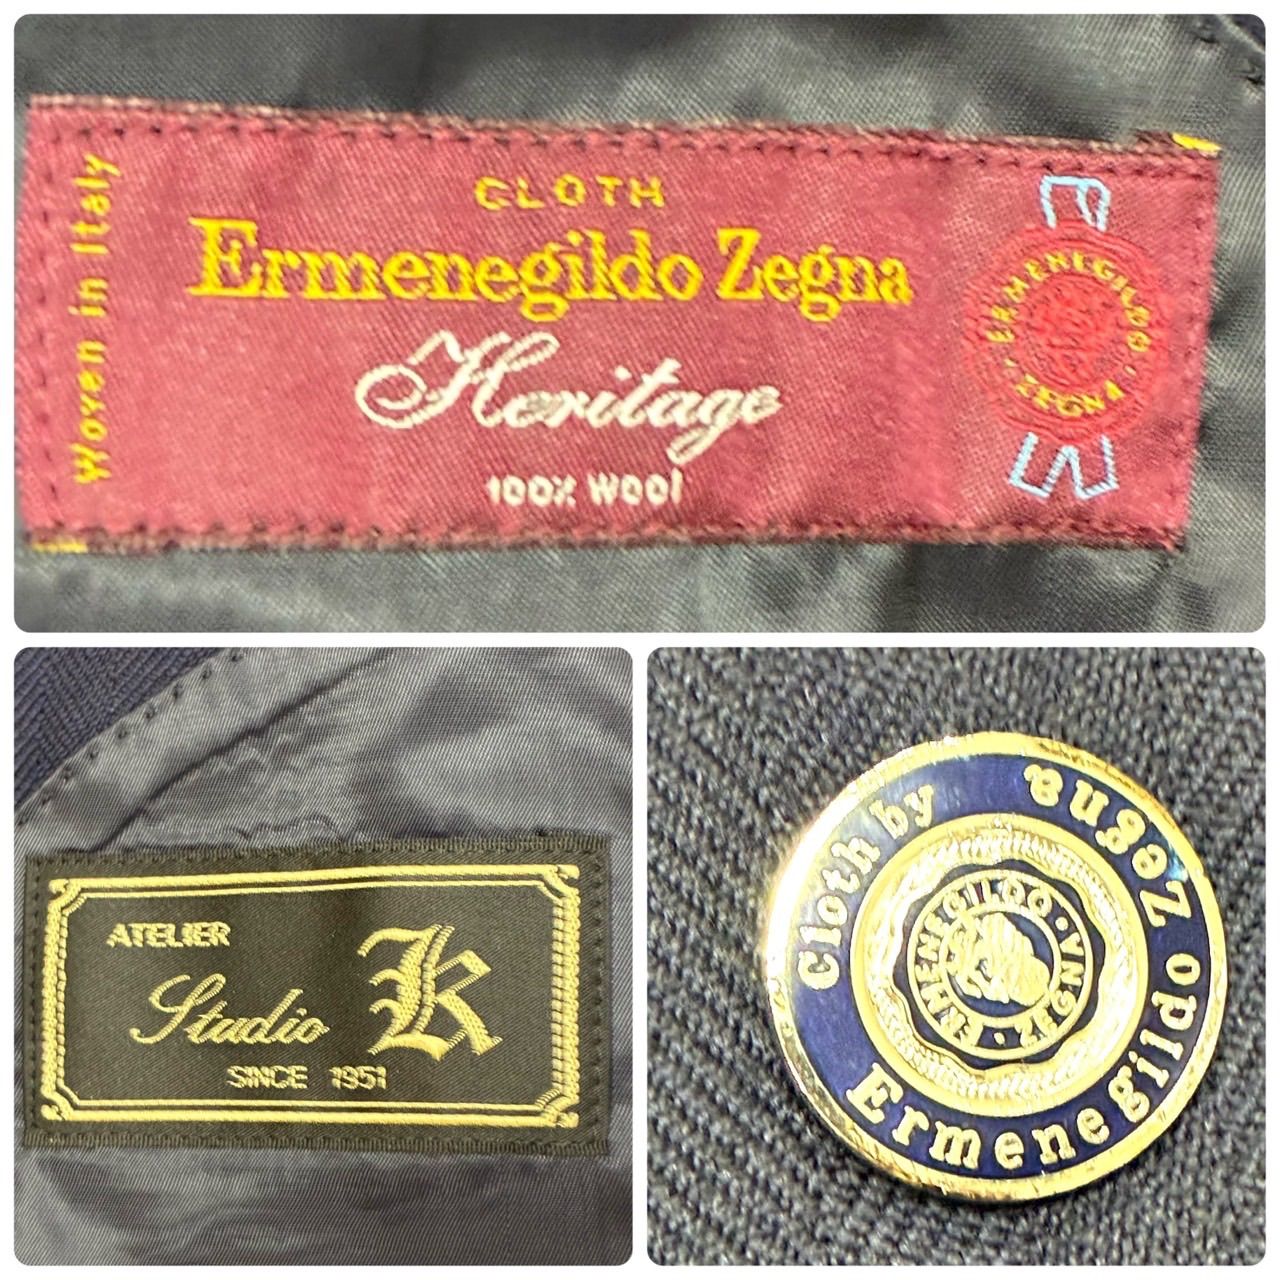 Woven in Italy
CLOTH
Ermenegildo Zegna
Heritage
100% Wool
ERMENEGILDO · ZEGNA ·
ATELIER
Studio K
SINCE 1951
Cloth by Ermenegildo Zegna
ERMENEGILDO · ZEGNA ·